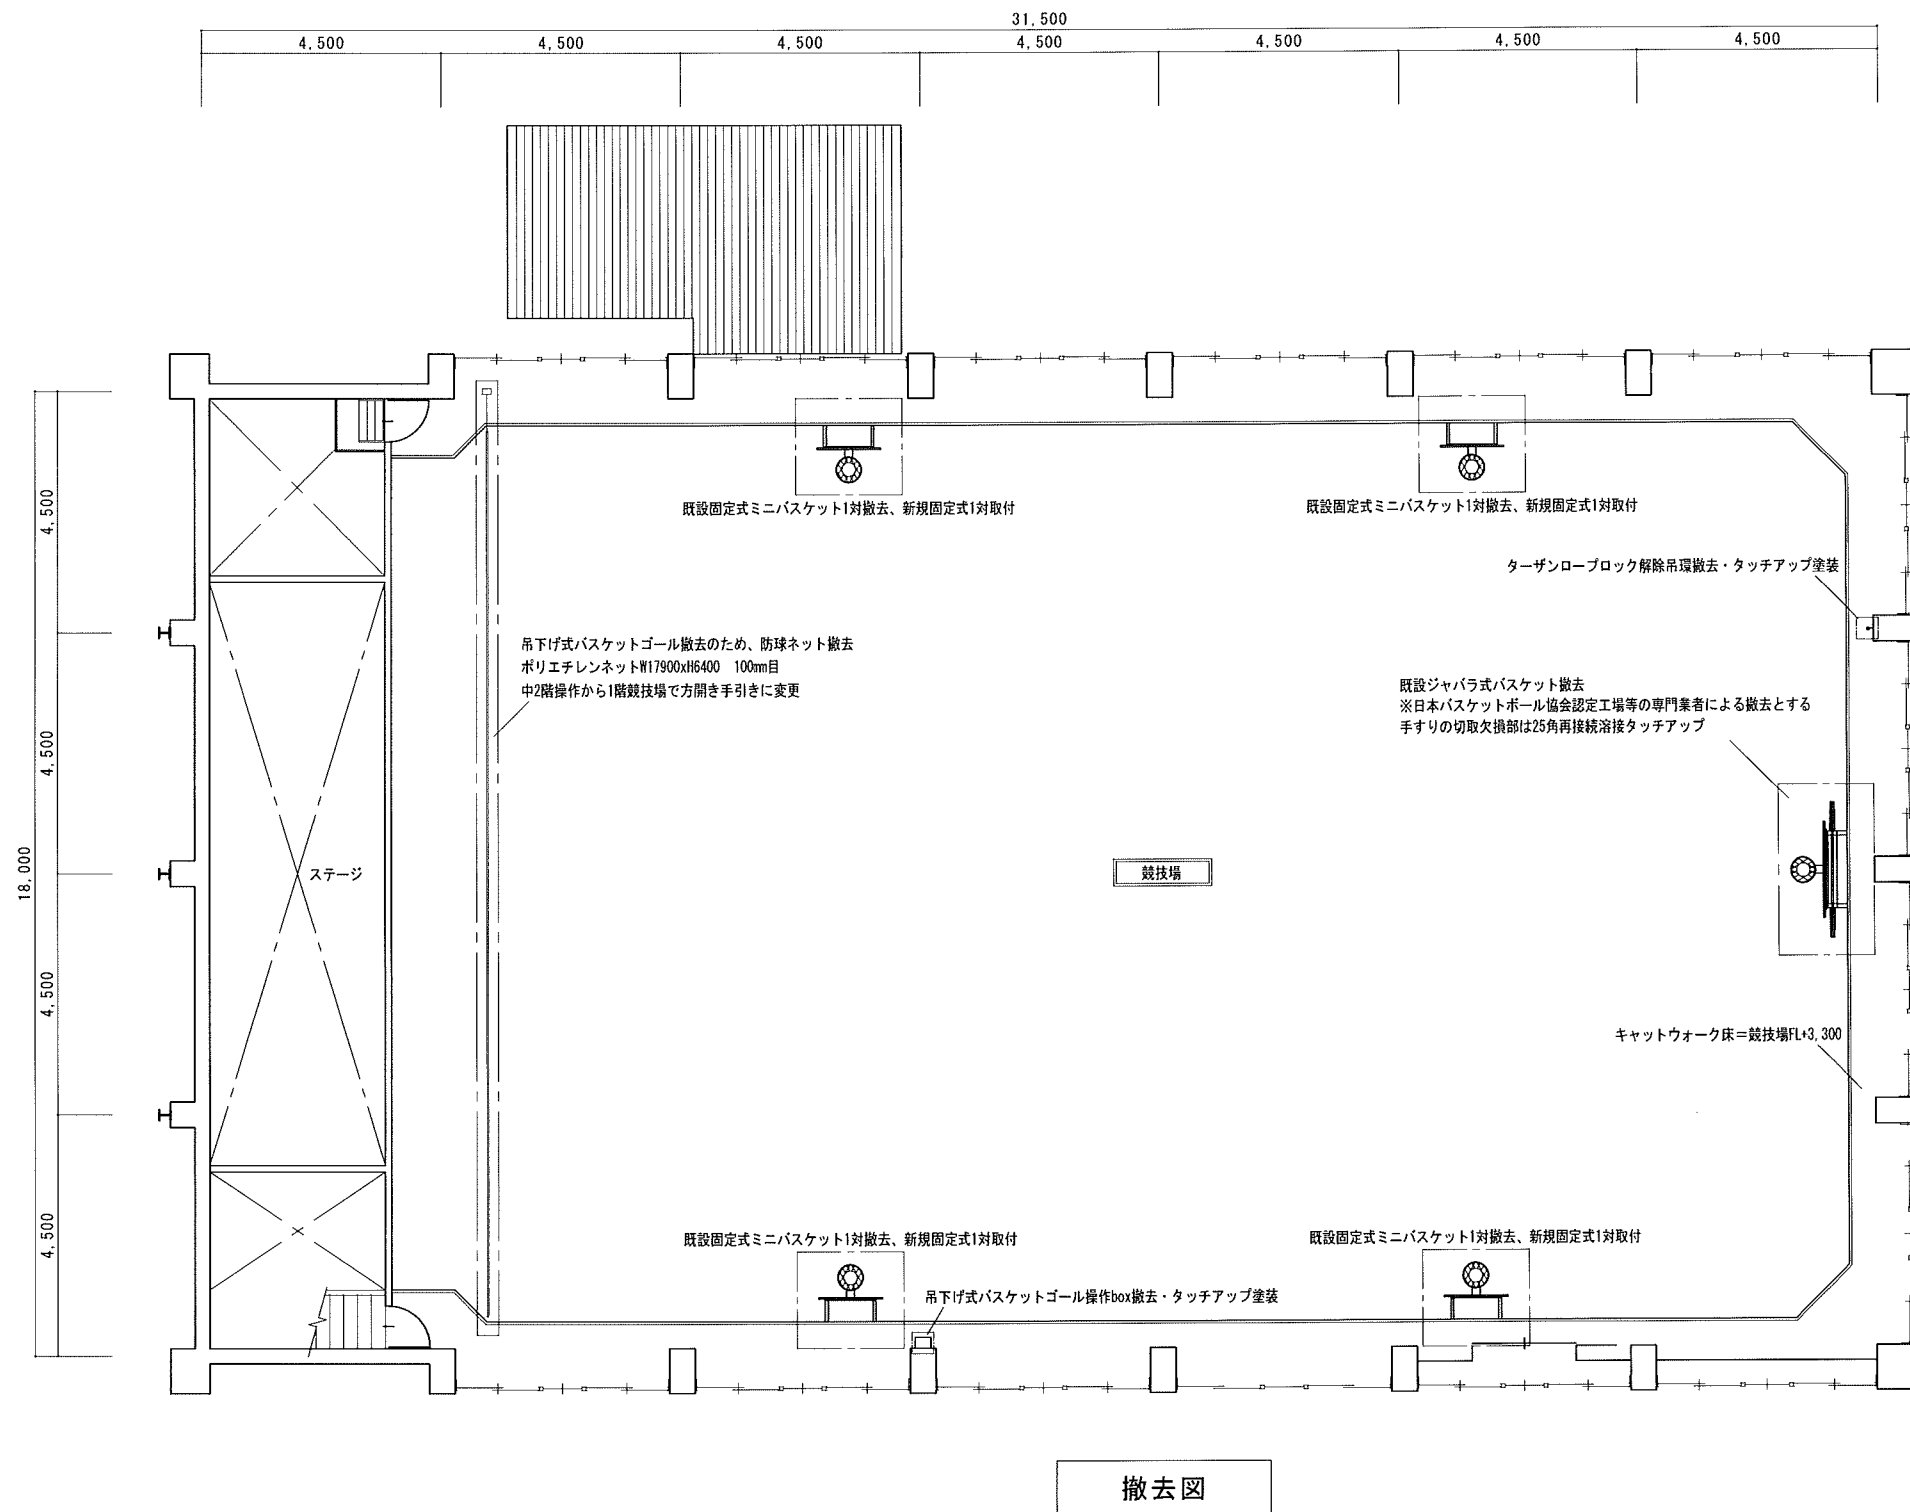 31,500
4,500 4,500 4,500 4,500 4,500 4,500 4,500
既設固定式ミニバスケット1対撤去、新規固定式1対取付
既設固定式ミニバスケット1対撤去、新規固定式1対取付
4,500
ターザンロープロック解除吊環撤去・タッチアップ塗装
吊下げ式バスケットゴール撤去のため、防球ネット撤去
ポリエチレンネットW17900xH6400 100mm目
中2階操作から1階競技場で方開き手引きに変更
既設ジャバラ式バスケット撤去
※日本バスケットボール協会認定工場等の専門業者による撤去とする
手すりの切取欠損部は25角再接続溶接タッチアップ
4,500
18,000
ステージ
競技場
4,500
キャットウォーク床＝競技場FL+3,300
4,500
既設固定式ミニバスケット1対撤去、新規固定式1対取付
既設固定式ミニバスケット1対撤去、新規固定式1対取付
吊下げ式バスケットゴール操作box撤去・タッチアップ塗装
撤去図